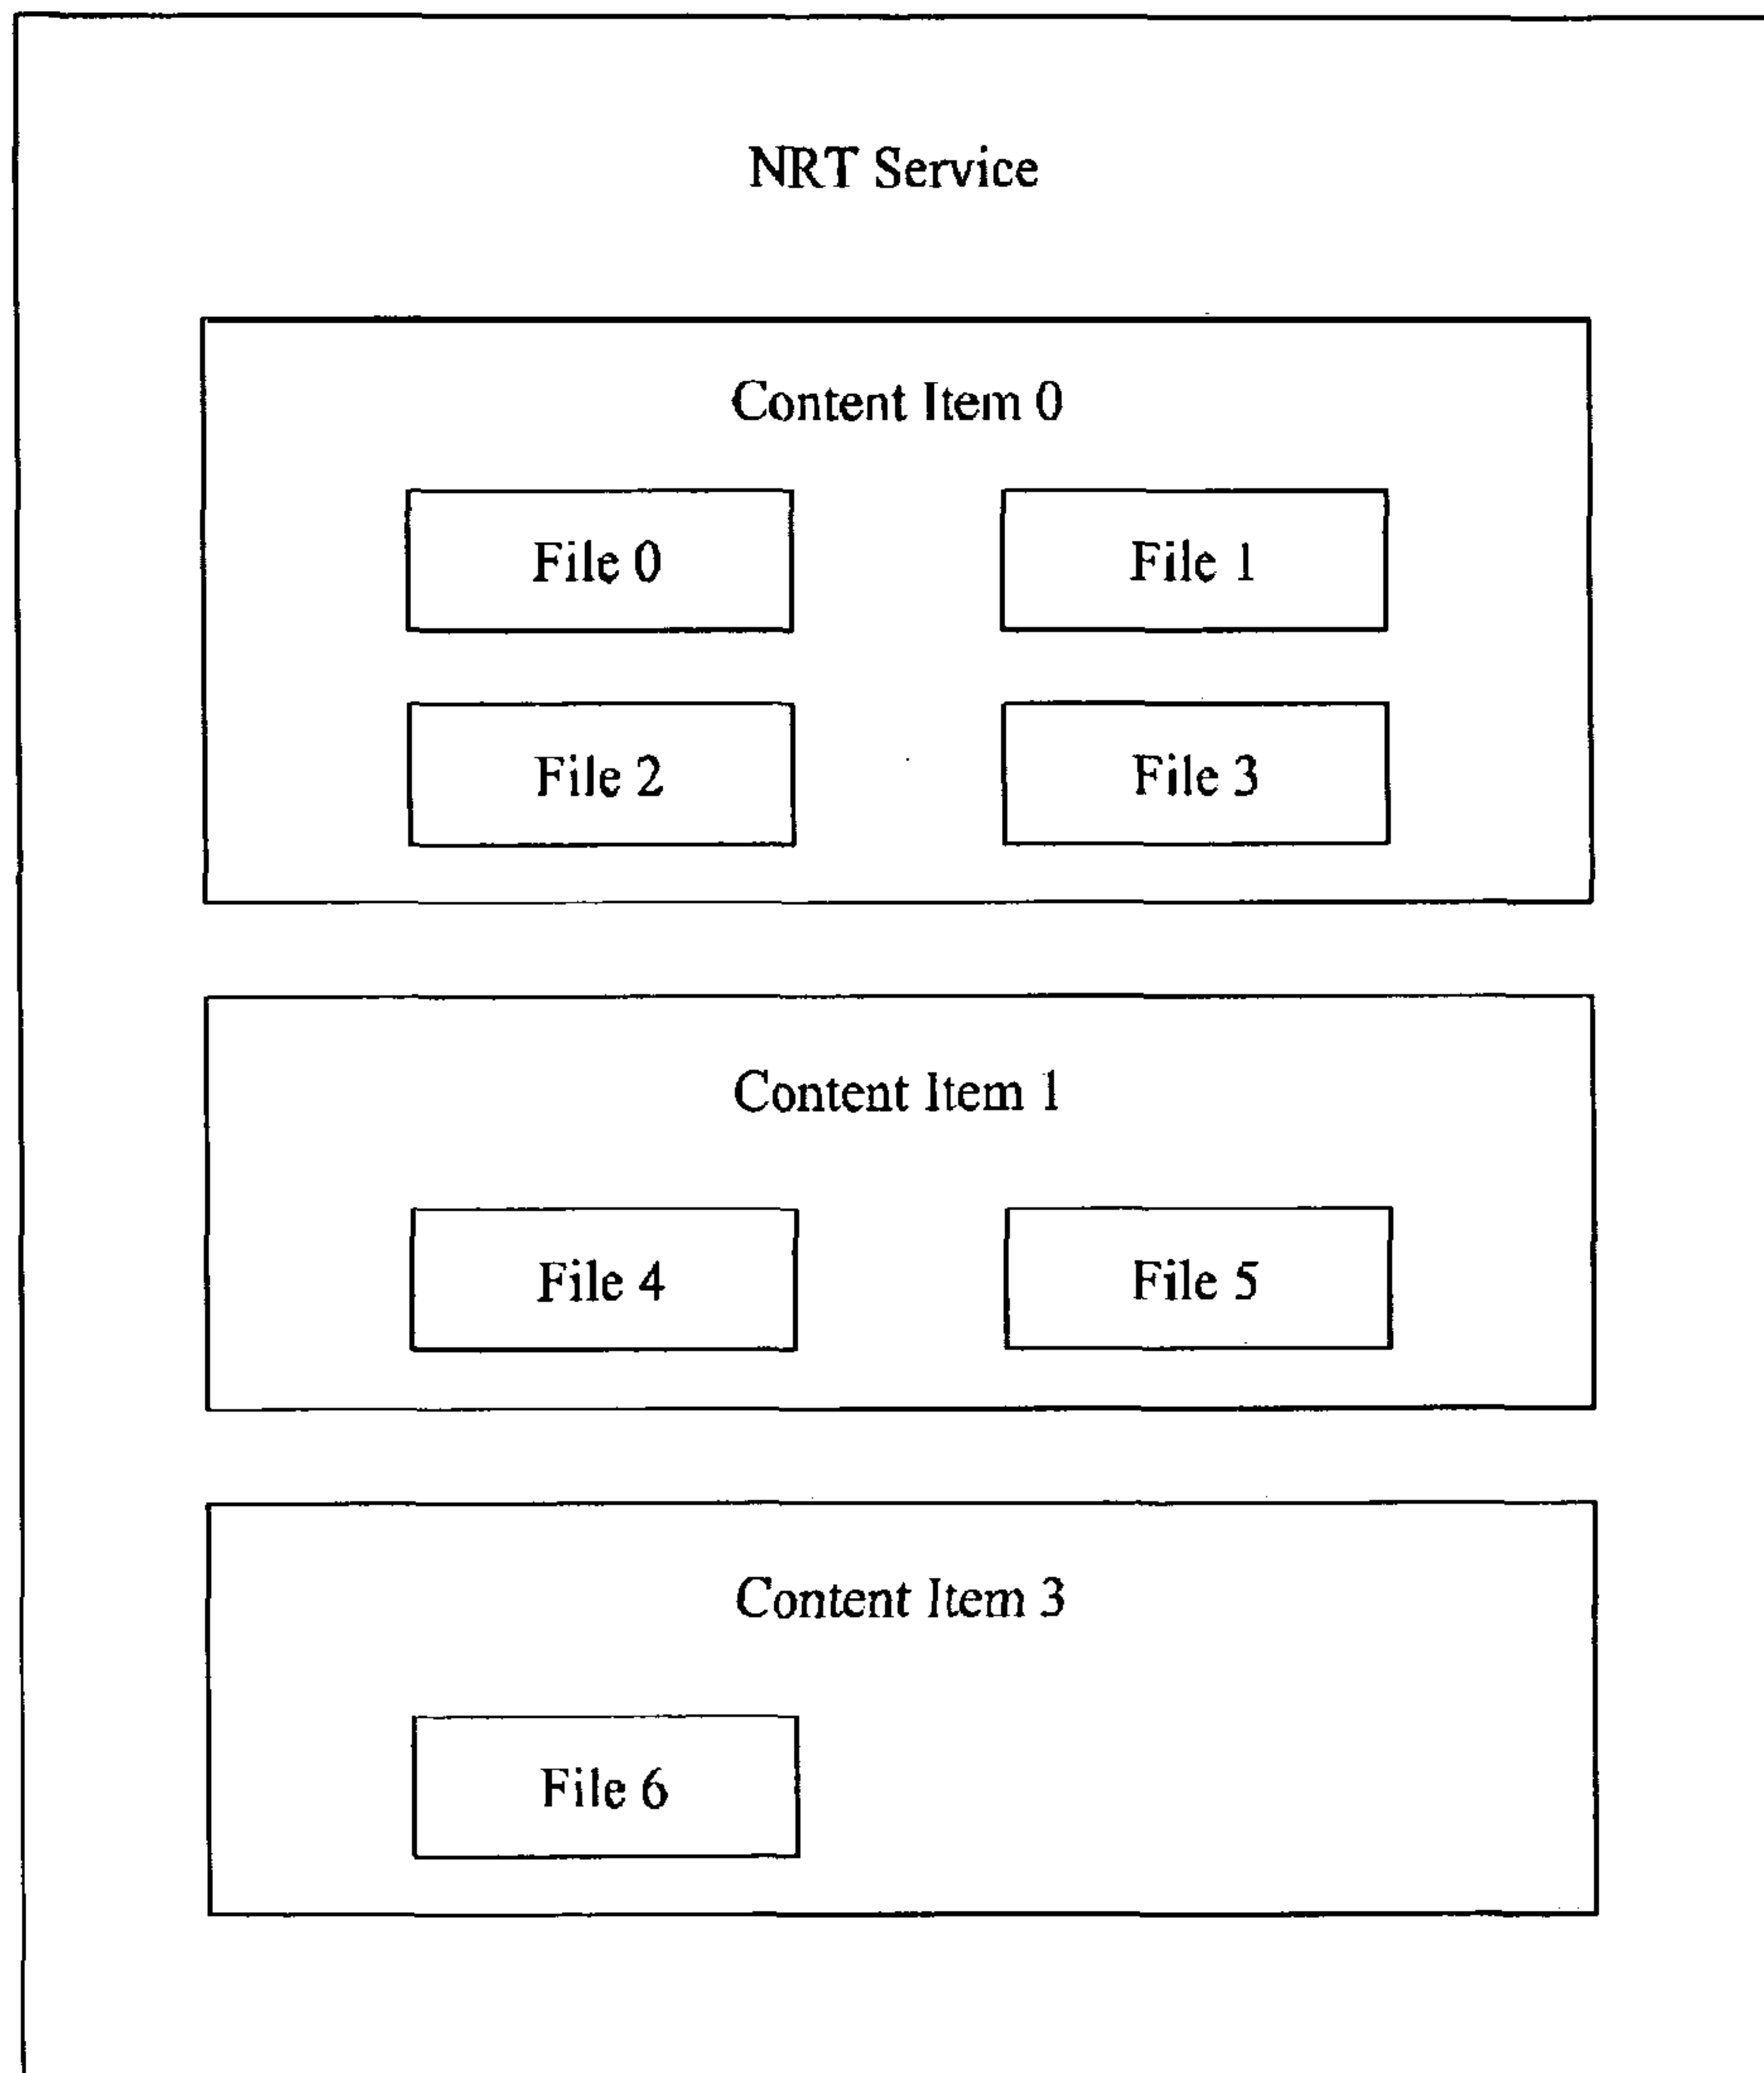 NRT Service
Content Item 0
File 0
File 1
File 2
File 3
Content Item 1
File 4
File 5
Content Item 3
File 6